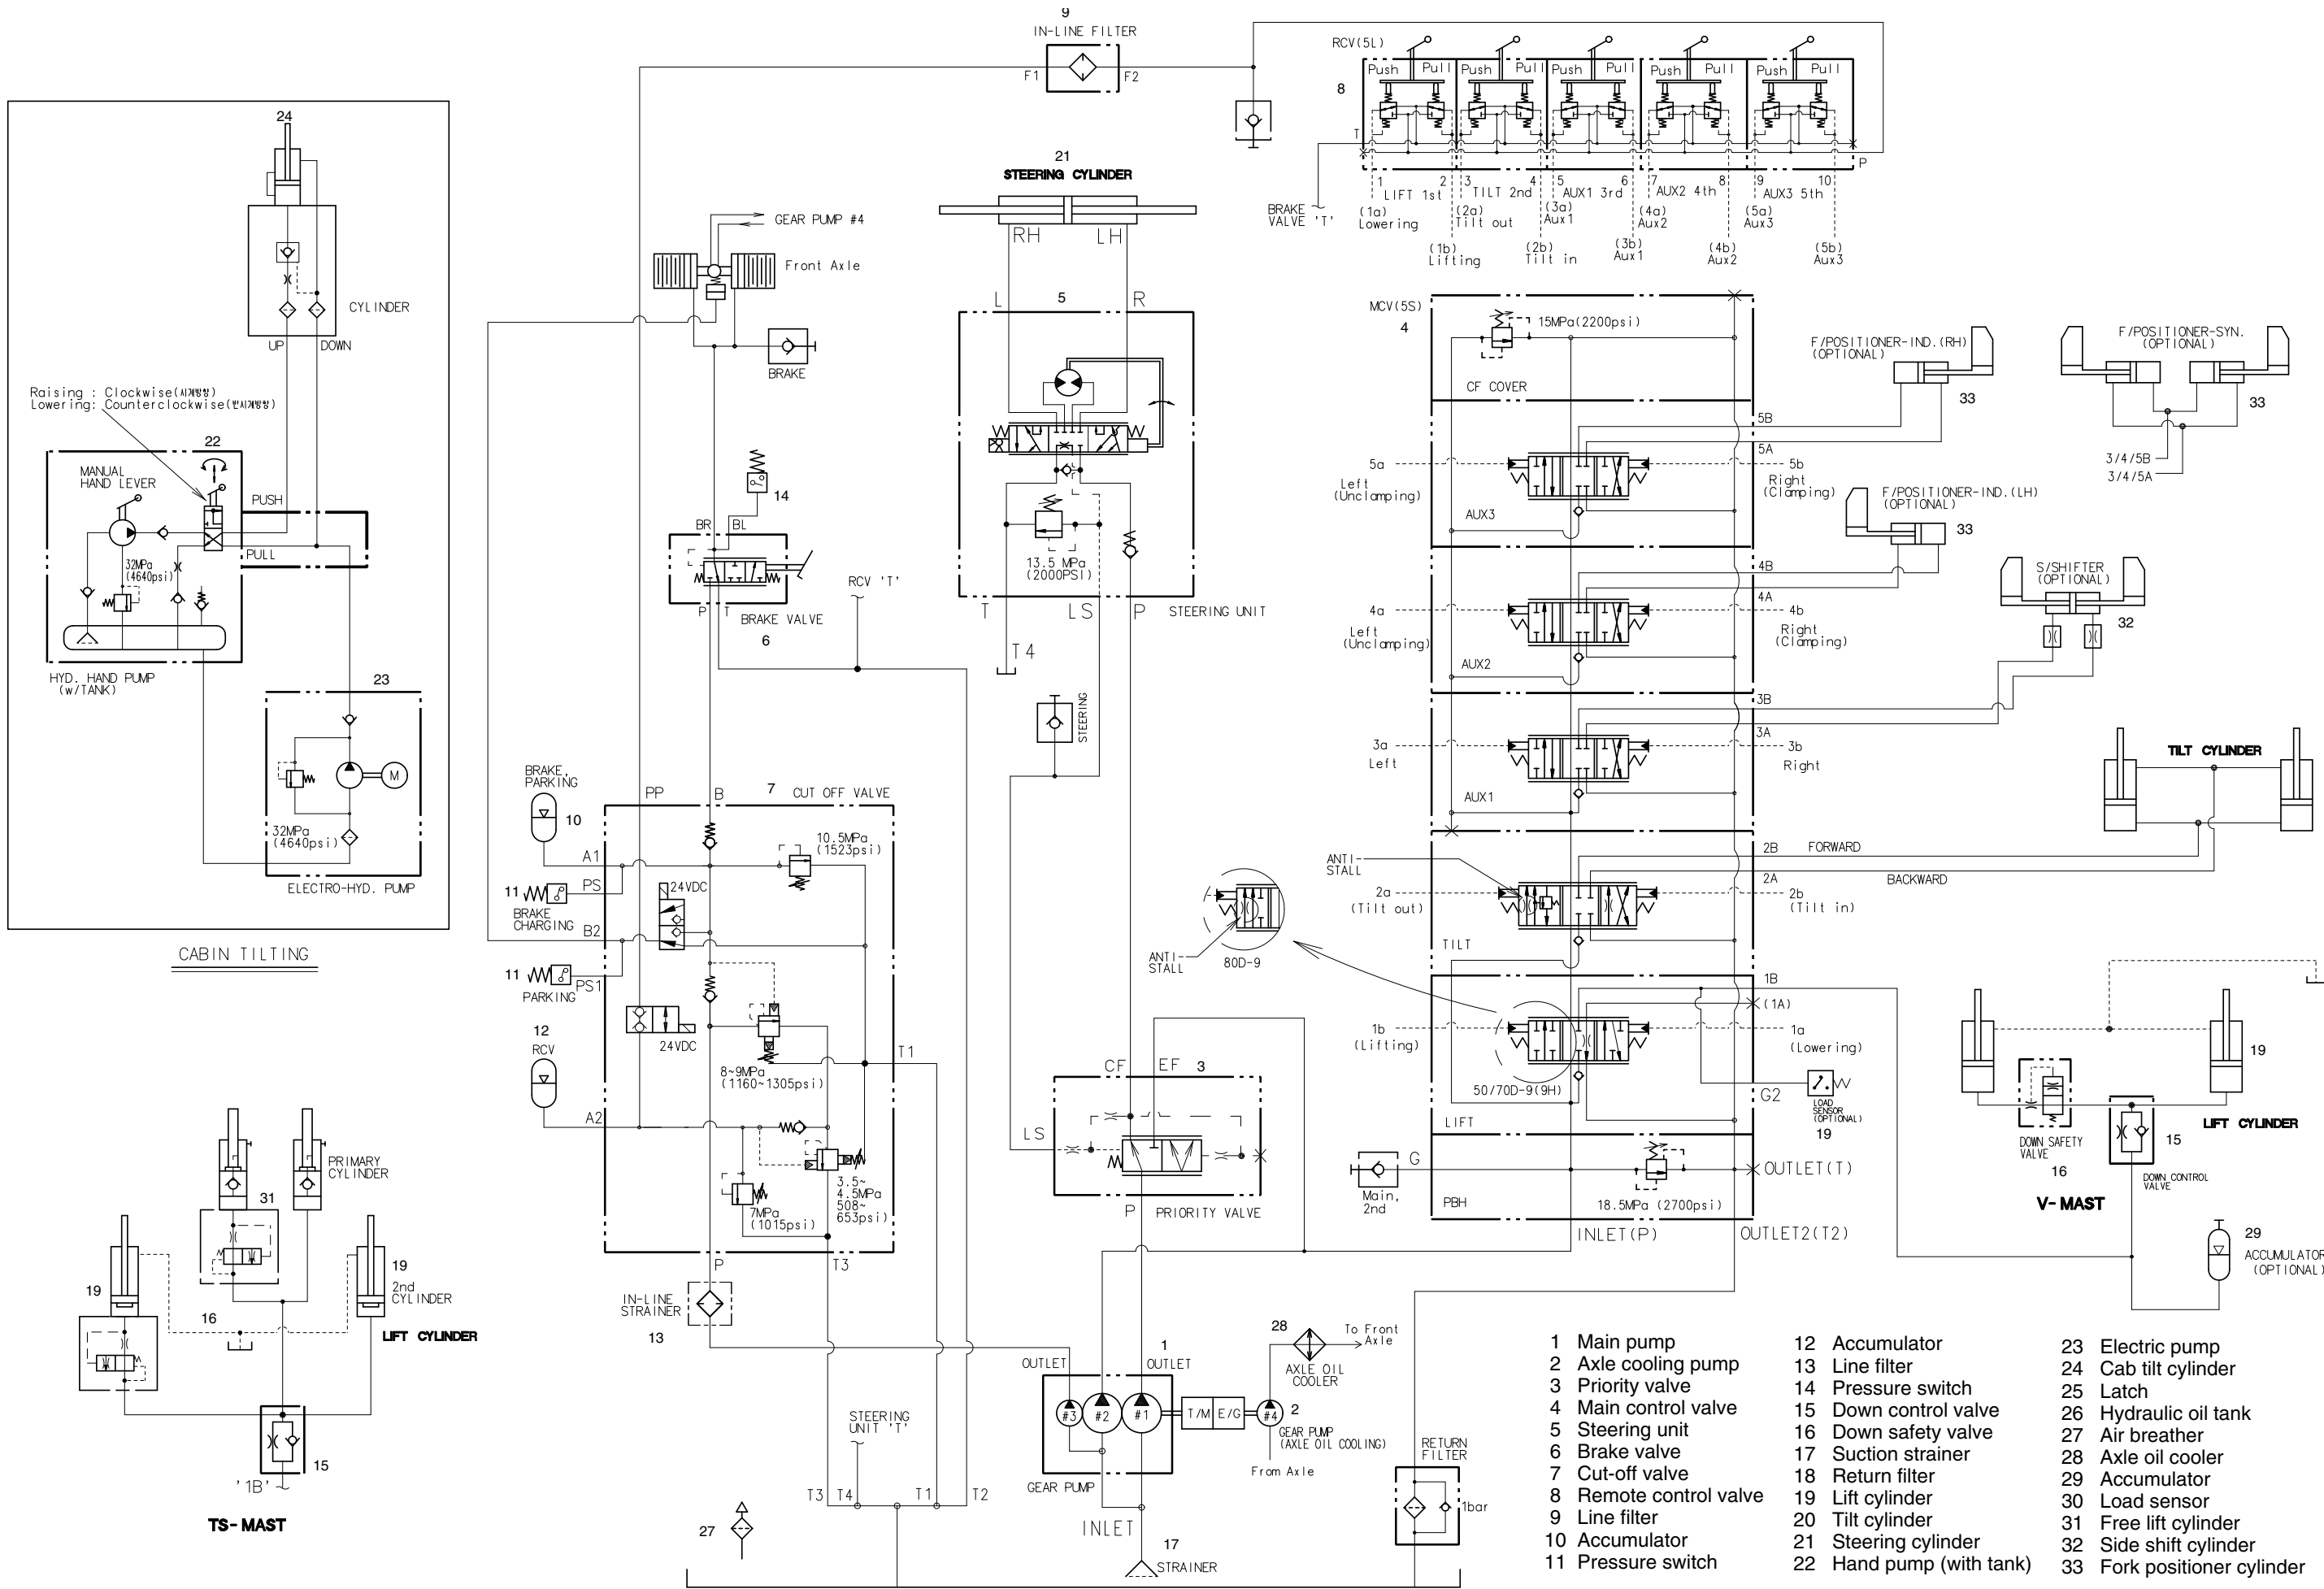 9
IN-LINE FILTER
F1
F2
RCV(5L)
8
Push Pull Push Pull Push Pull Push Pull Push Pull
T
P
1 2 3 4 5 6 7 8 9 10
LIFT 1st TILT 2nd AUX1 3rd AUX2 4th AUX3 5th
BRAKE
VALVE 'T'
(1a)
Lowering
(2a)
Tilt out
(3a)
Aux1
(4a)
Aux2
(5a)
Aux3
(1b)
Lifting
(2b)
Tilt in
(3b)
Aux1
(4b)
Aux2
(5b)
Aux3
24
CYLINDER
UP DOWN
Raising : Clockwise(시계방향)
Lowering: Counterclockwise(반시계방향)
22
MANUAL
HAND LEVER
PUSH
PULL
32MPa
(4640psi)
HYD. HAND PUMP
(w/TANK)
23
M
32MPa
(4640psi)
ELECTRO-HYD. PUMP
CABIN TILTING
GEAR PUMP #4
Front Axle
BRAKE
14
BR BL
P T
BRAKE VALVE
6
RCV 'T'
21
STEERING CYLINDER
RH LH
L 5 R
13.5 MPa
(2000PSI)
T LS P
STEERING UNIT
T4
STEERING
MCV(5S)
4
15MPa(2200psi)
CF COVER
5B
5A
5a
Left
(Unclamping)
5b
Right
(Clamping)
AUX3
4B
4A
4a
Left
(Unclamping)
4b
Right
(Clamping)
AUX2
3B
3A
3a
Left
3b
Right
AUX1
F/POSITIONER-IND.(RH)
(OPTIONAL)
33
F/POSITIONER-SYN.
(OPTIONAL)
33
3/4/5B
3/4/5A
F/POSITIONER-IND.(LH)
(OPTIONAL)
33
S/SHIFTER
(OPTIONAL)
32
TILT CYLINDER
2B FORWARD
2A BACKWARD
ANTI-
STALL
2a
(Tilt out)
2b
(Tilt in)
TILT
ANTI-
STALL
80D-9
1B
(1A)
1b
(Lifting)
1a
(Lowering)
50/70D-9(9H)
G2
LOAD
SENSOR
(OPTIONAL)
19
LIFT
G
Main,
2nd
PBH
18.5MPa (2700psi)
OUTLET(T)
INLET(P)
OUTLET2(T2)
BRAKE,
PARKING
10
PP B
7 CUT OFF VALVE
10.5MPa
(1523psi)
A1
11
PS
BRAKE
CHARGING
24VDC
B2
11
PS1
PARKING
12
RCV
24VDC
8~9MPa
(1160~1305psi)
T1
A2
7MPa
(1015psi)
3.5~
4.5MPa
508~
653psi)
P T3
IN-LINE
STRAINER
13
CF EF 3
LS
P PRIORITY VALVE
19
DOWN SAFETY
VALVE
16
15
DOWN CONTROL
VALVE
LIFT CYLINDER
V-MAST
29
ACCUMULATOR
(OPTIONAL)
PRIMARY
CYLINDER
31
19
19
2nd
CYLINDER
16
LIFT CYLINDER
15
'1B'
TS-MAST
1
OUTLET OUTLET
#3 #2 #1
T/M E/G
#4
2
GEAR PUMP
(AXLE OIL COOLING)
From Axle
28
To Front
Axle
AXLE OIL
COOLER
GEAR PUMP
INLET
17
STRAINER
STEERING
UNIT 'T'
T3 T4 T1 T2
27
RETURN
FILTER
1bar
1 Main pump
2 Axle cooling pump
3 Priority valve
4 Main control valve
5 Steering unit
6 Brake valve
7 Cut-off valve
8 Remote control valve
9 Line filter
10 Accumulator
11 Pressure switch
12 Accumulator
13 Line filter
14 Pressure switch
15 Down control valve
16 Down safety valve
17 Suction strainer
18 Return filter
19 Lift cylinder
20 Tilt cylinder
21 Steering cylinder
22 Hand pump (with tank)
23 Electric pump
24 Cab tilt cylinder
25 Latch
26 Hydraulic oil tank
27 Air breather
28 Axle oil cooler
29 Accumulator
30 Load sensor
31 Free lift cylinder
32 Side shift cylinder
33 Fork positioner cylinder